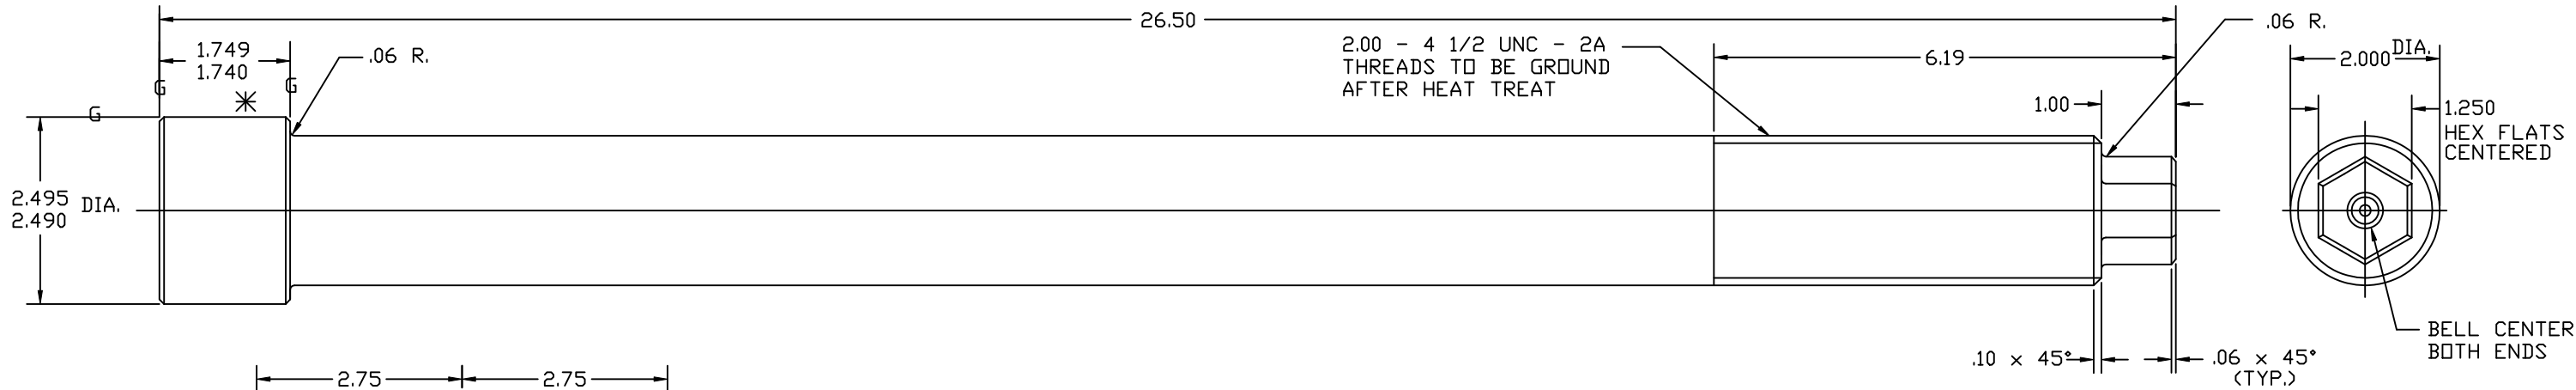 26.50
1.749
1.740
.06 R.
G
G
G
2.00 - 4 1/2 UNC - 2A
THREADS TO BE GROUND
AFTER HEAT TREAT
6.19
.06 R.
2.000 DIA.
1.00
1.250
HEX FLATS
CENTERED
2.495
2.490
DIA.
BELL CENTER
BOTH ENDS
.10 x 45°
.06 x 45°
(TYP.)
2.75
2.75